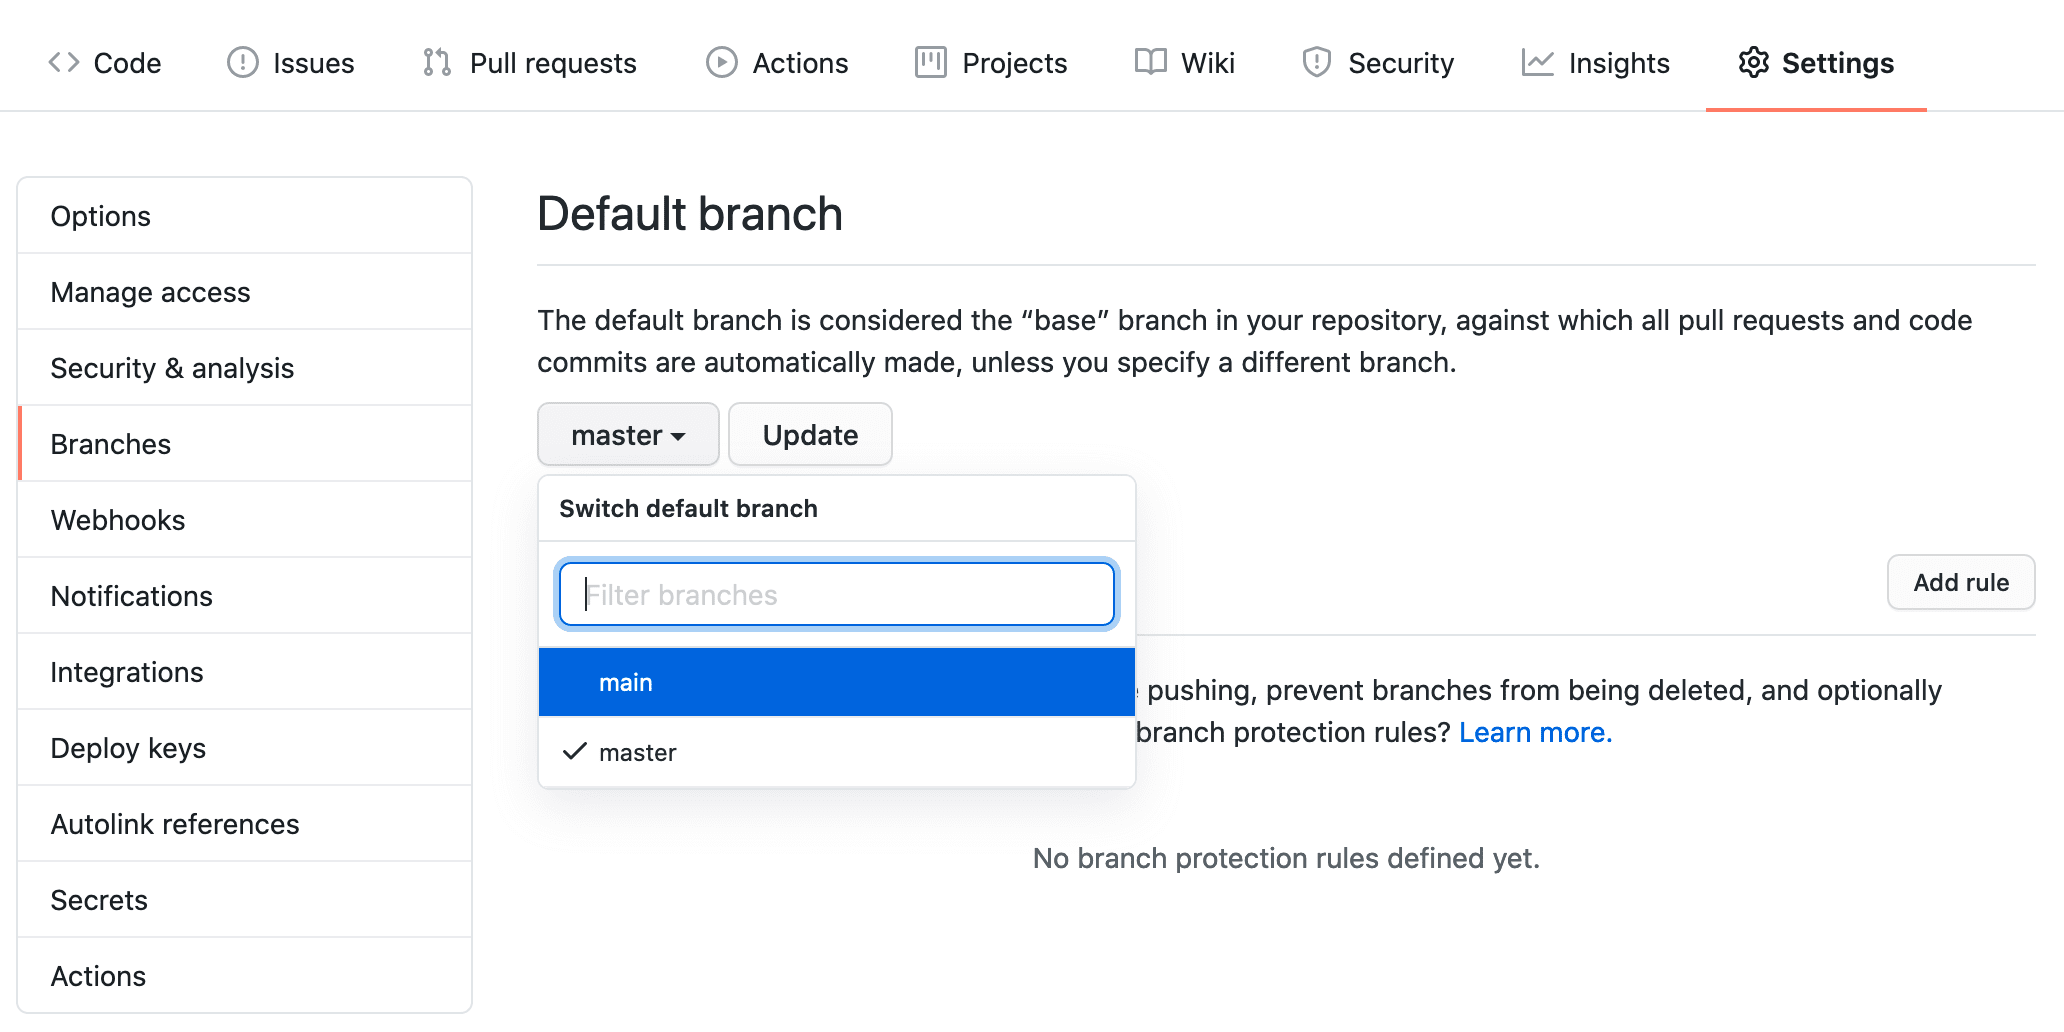 Code Issues Pull requests Actions Projects Wiki Security Insights Settings
Options
Manage access
Security & analysis
Branches
Webhooks
Notifications
Integrations
Deploy keys
Autolink references
Secrets
Actions
Default branch
The default branch is considered the “base” branch in your repository, against which all pull requests and code
commits are automatically made, unless you specify a different branch.
master Update
Switch default branch
Filter branches
main
master
Add rule
pushing, prevent branches from being deleted, and optionally
branch protection rules? Learn more.
No branch protection rules defined yet.